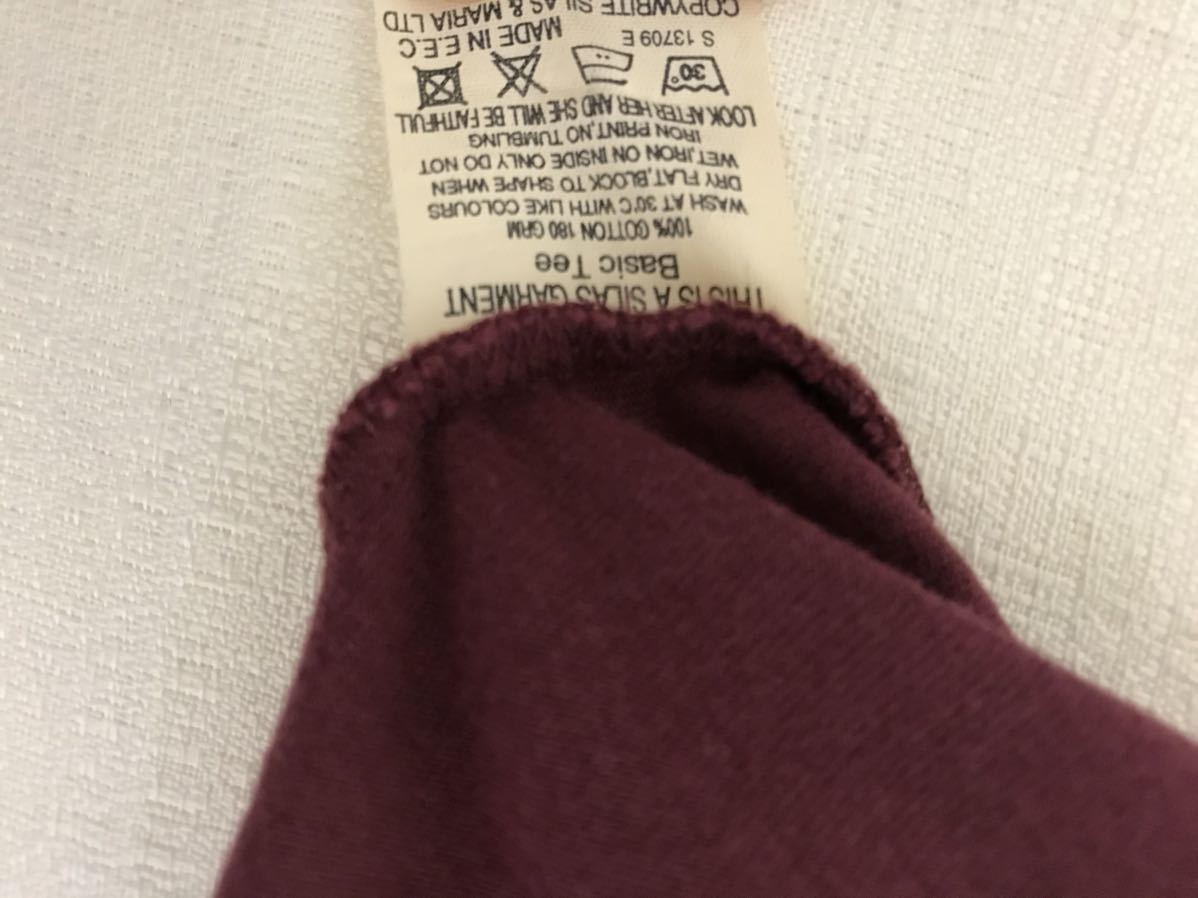 THIS IS A SILAS GARMENT
Basic Tee
100% COTTON 180 GRM
WASH AT 30°C WITH LIKE COLOURS
DRY FLAT,BLOCK TO SHAPE WHEN
WET,IRON ON INSIDE ONLY DO NOT
IRON PRINT,NO TUMBLING
LOOK AFTER HER AND SHE WILL BE FAITHFULL
30°
S 13709 E MADE IN E.E.C
COPYWRITE SILAS & MARIA LTD